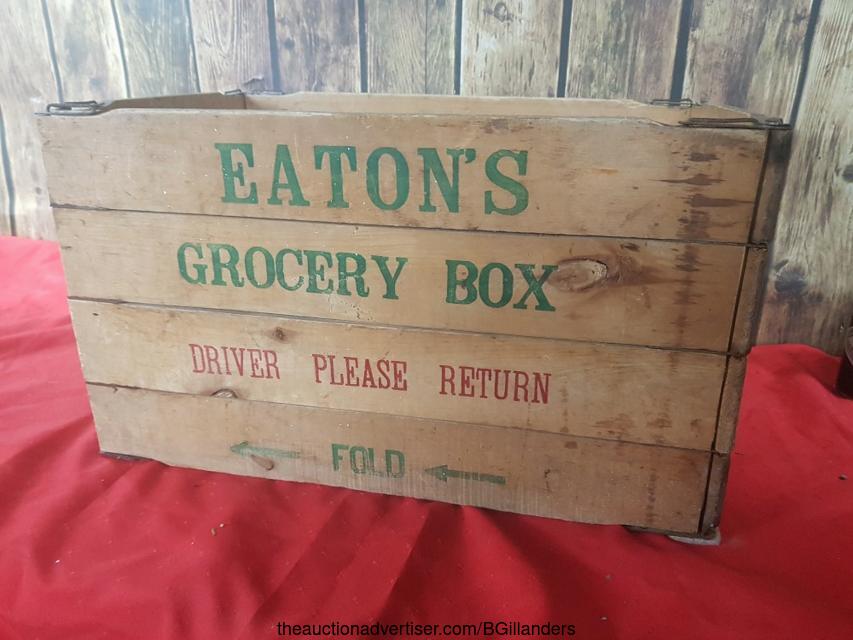 EATON'S
GROCERY BOX
DRIVER PLEASE RETURN
FOLD
theauctionadvertiser.com/BGillanders